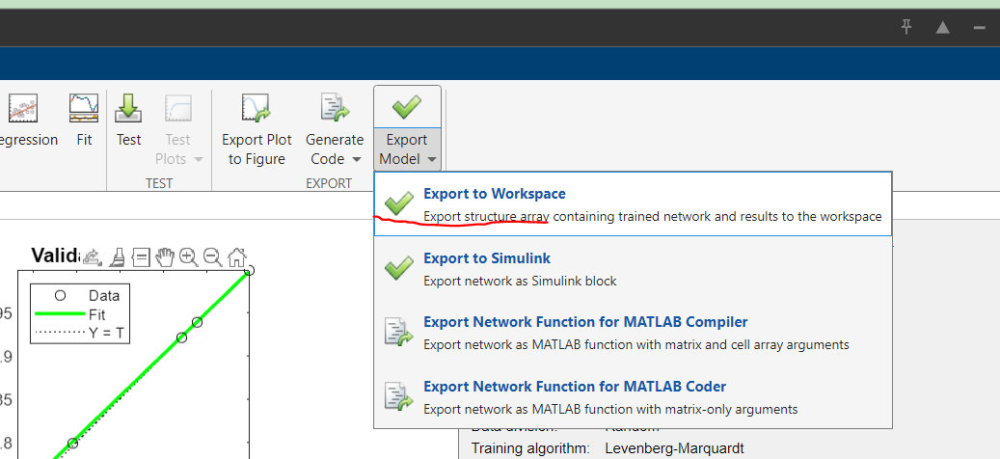 egression
Fit
Test
Test
Plots
Export Plot
to Figure
Generate
Code
Export
Model
TEST
EXPORT
Export to Workspace
Export structure array containing trained network and results to the workspace
Export to Simulink
Export network as Simulink block
Export Network Function for MATLAB Compiler
Export network as MATLAB function with matrix and cell array arguments
Export Network Function for MATLAB Coder
Export network as MATLAB function with matrix-only arguments
Valida
Data
Fit
Y = T
95
.9
85
.8
Data division: Random
Training algorithm: Levenberg-Marquardt